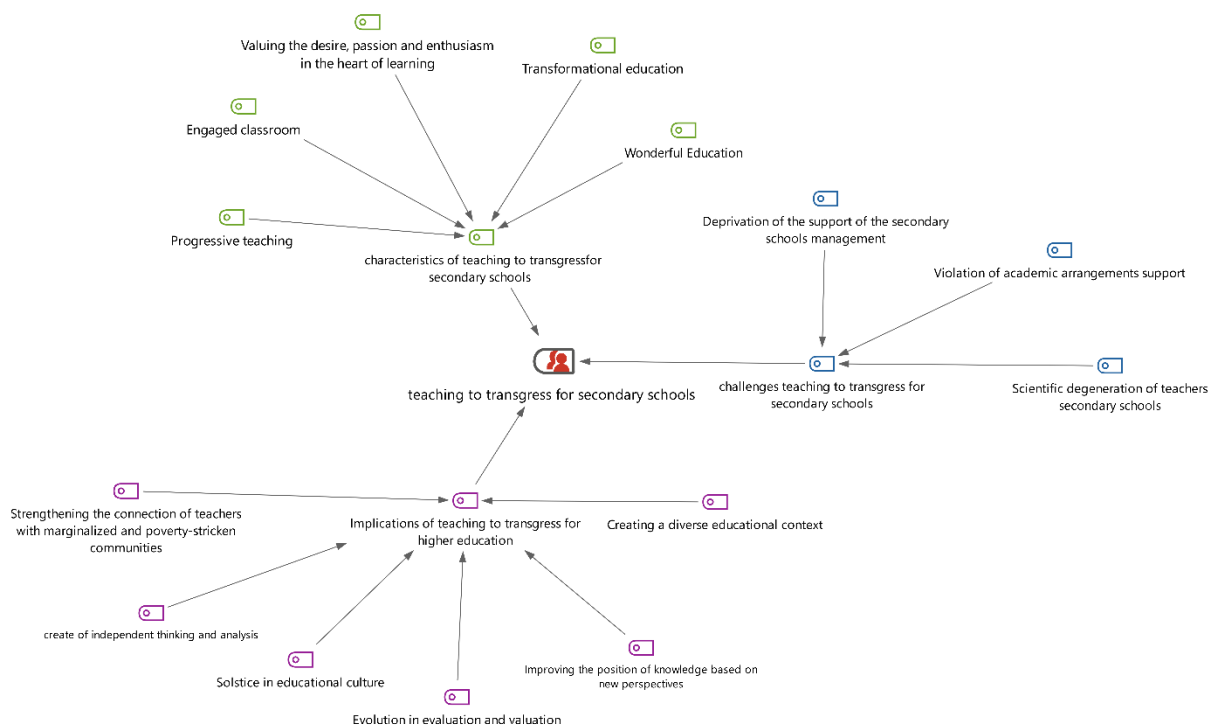 Valuing the desire, passion and enthusiasm
in the heart of learning
Transformational education
Engaged classroom
Wonderful Education
Progressive teaching
characteristics of teaching to transgressfor
secondary schools
Deprivation of the support of the secondary
schools management
Violation of academic arrangements support
teaching to transgress for secondary schools
challenges teaching to transgress for
secondary schools
Scientific degeneration of teachers
secondary schools
Strengthening the connection of teachers
with marginalized and poverty-stricken
communities
Implications of teaching to transgress for
higher education
Creating a diverse educational context
create of independent thinking and analysis
Solstice in educational culture
Evolution in evaluation and valuation
Improving the position of knowledge based on
new perspectives